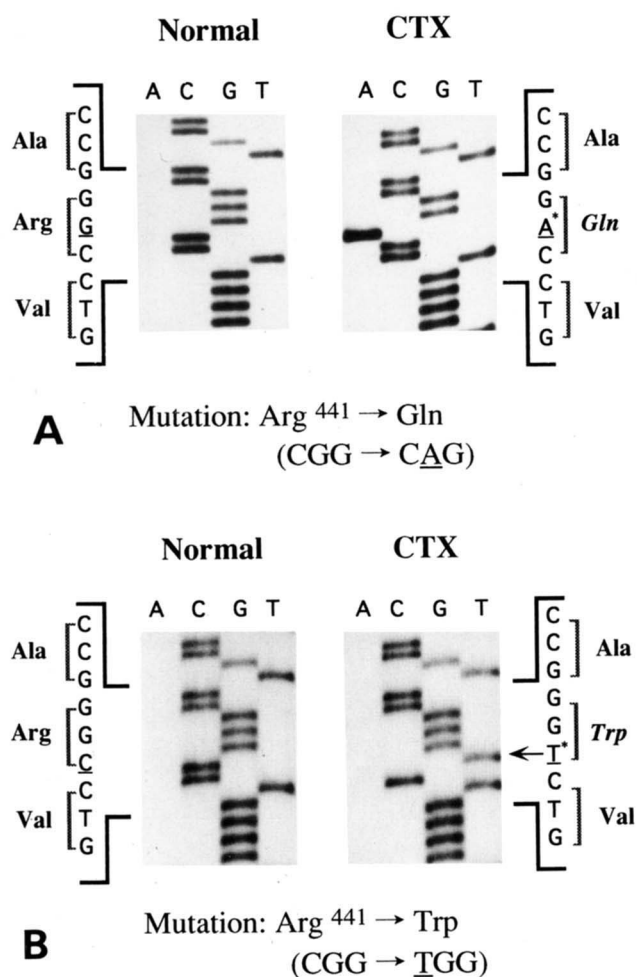 Normal CTX
A C G T A C G T
Ala
C
C
G
Arg
G
G
C
Val
C
T
G
C
C
G
Ala
G
A*
C
Gln
C
T
G
Val
A
Mutation: Arg 441 → Gln
(CGG → CAG)
Normal CTX
A C G T A C G T
Ala
C
C
G
Arg
G
G
C
Val
C
T
G
C
C
G
Ala
G
G
T*
Trp
C
T
G
Val
B
Mutation: Arg 441 → Trp
(CGG → TGG)